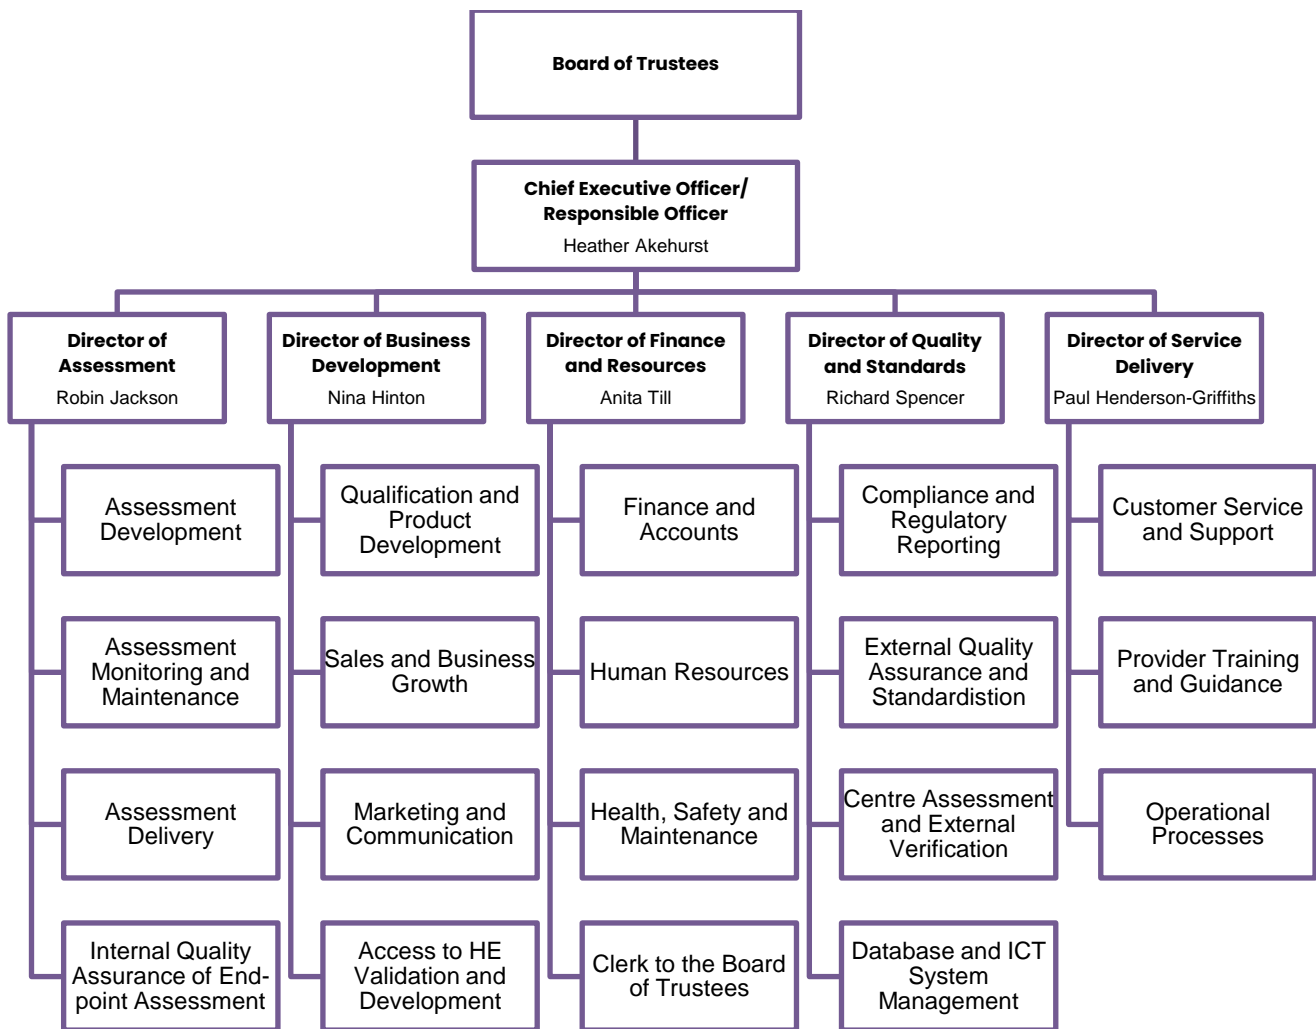 Board of Trustees
Chief Executive Officer/
Responsible Officer
Heather Akehurst
Director of
Assessment
Robin Jackson
Director of Business
Development
Nina Hinton
Director of Finance
and Resources
Anita Till
Director of Quality
and Standards
Richard Spencer
Director of Service
Delivery
Paul Henderson-Griffiths
Assessment
Development
Qualification and
Product
Development
Finance and
Accounts
Compliance and
Regulatory
Reporting
Customer Service
and Support
Assessment
Monitoring and
Maintenance
Sales and Business
Growth
Human Resources
External Quality
Assurance and
Standardistion
Provider Training
and Guidance
Assessment
Delivery
Marketing and
Communication
Health, Safety and
Maintenance
Centre Assessment
and External
Verification
Operational
Processes
Internal Quality
Assurance of End-
point Assessment
Access to HE
Validation and
Development
Clerk to the Board
of Trustees
Database and ICT
System
Management